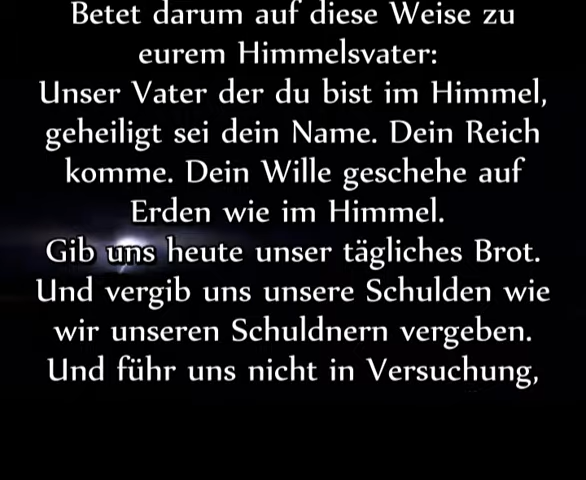 Betet darum auf diese Weise zu
eurem Himmelsvater:
Unser Vater der du bist im Himmel,
geheiligt sei dein Name. Dein Reich
komme. Dein Wille geschehe auf
Erden wie im Himmel.
Gib uns heute unser tägliches Brot.
Und vergib uns unsere Schulden wie
wir unseren Schuldnern vergeben.
Und führ uns nicht in Versuchung,